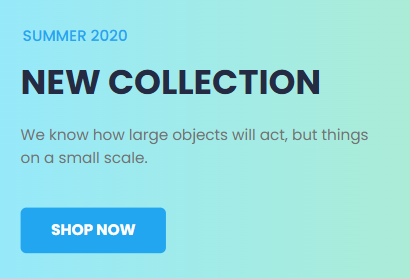 SUMMER 2020
NEW COLLECTION
We know how large objects will act, but things
on a small scale.
SHOP NOW